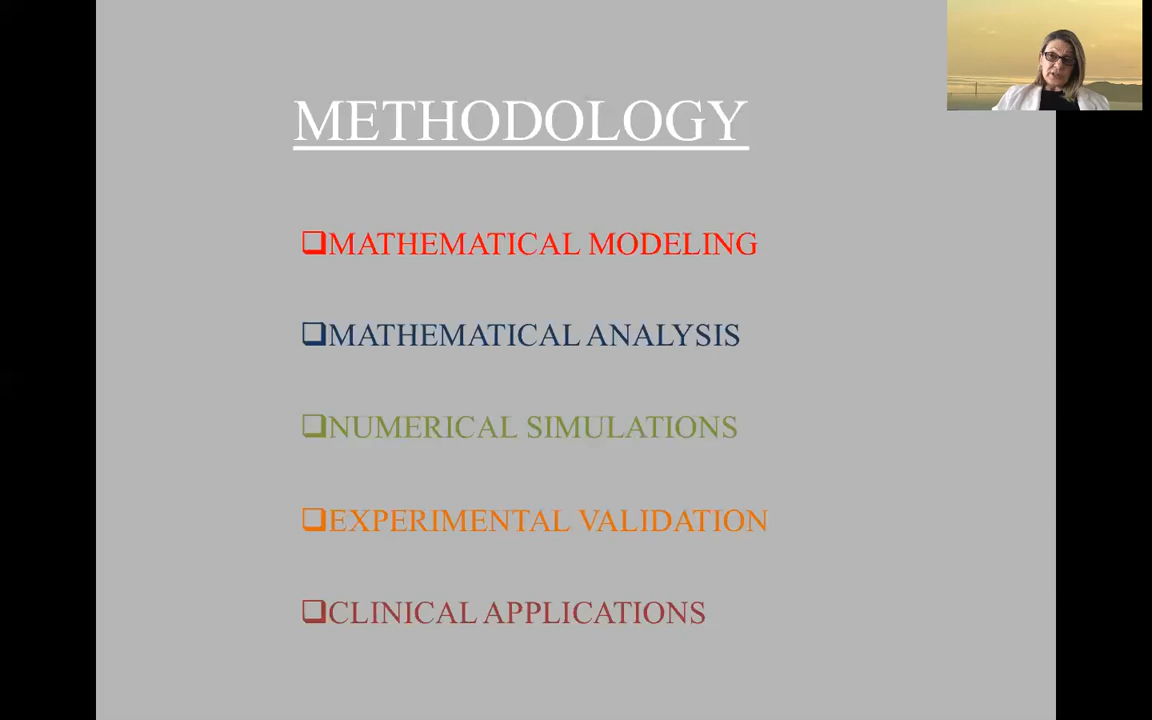 METHODOLOGY
❑MATHEMATICAL MODELING
❑MATHEMATICAL ANALYSIS
❑NUMERICAL SIMULATIONS
❑EXPERIMENTAL VALIDATION
❑CLINICAL APPLICATIONS